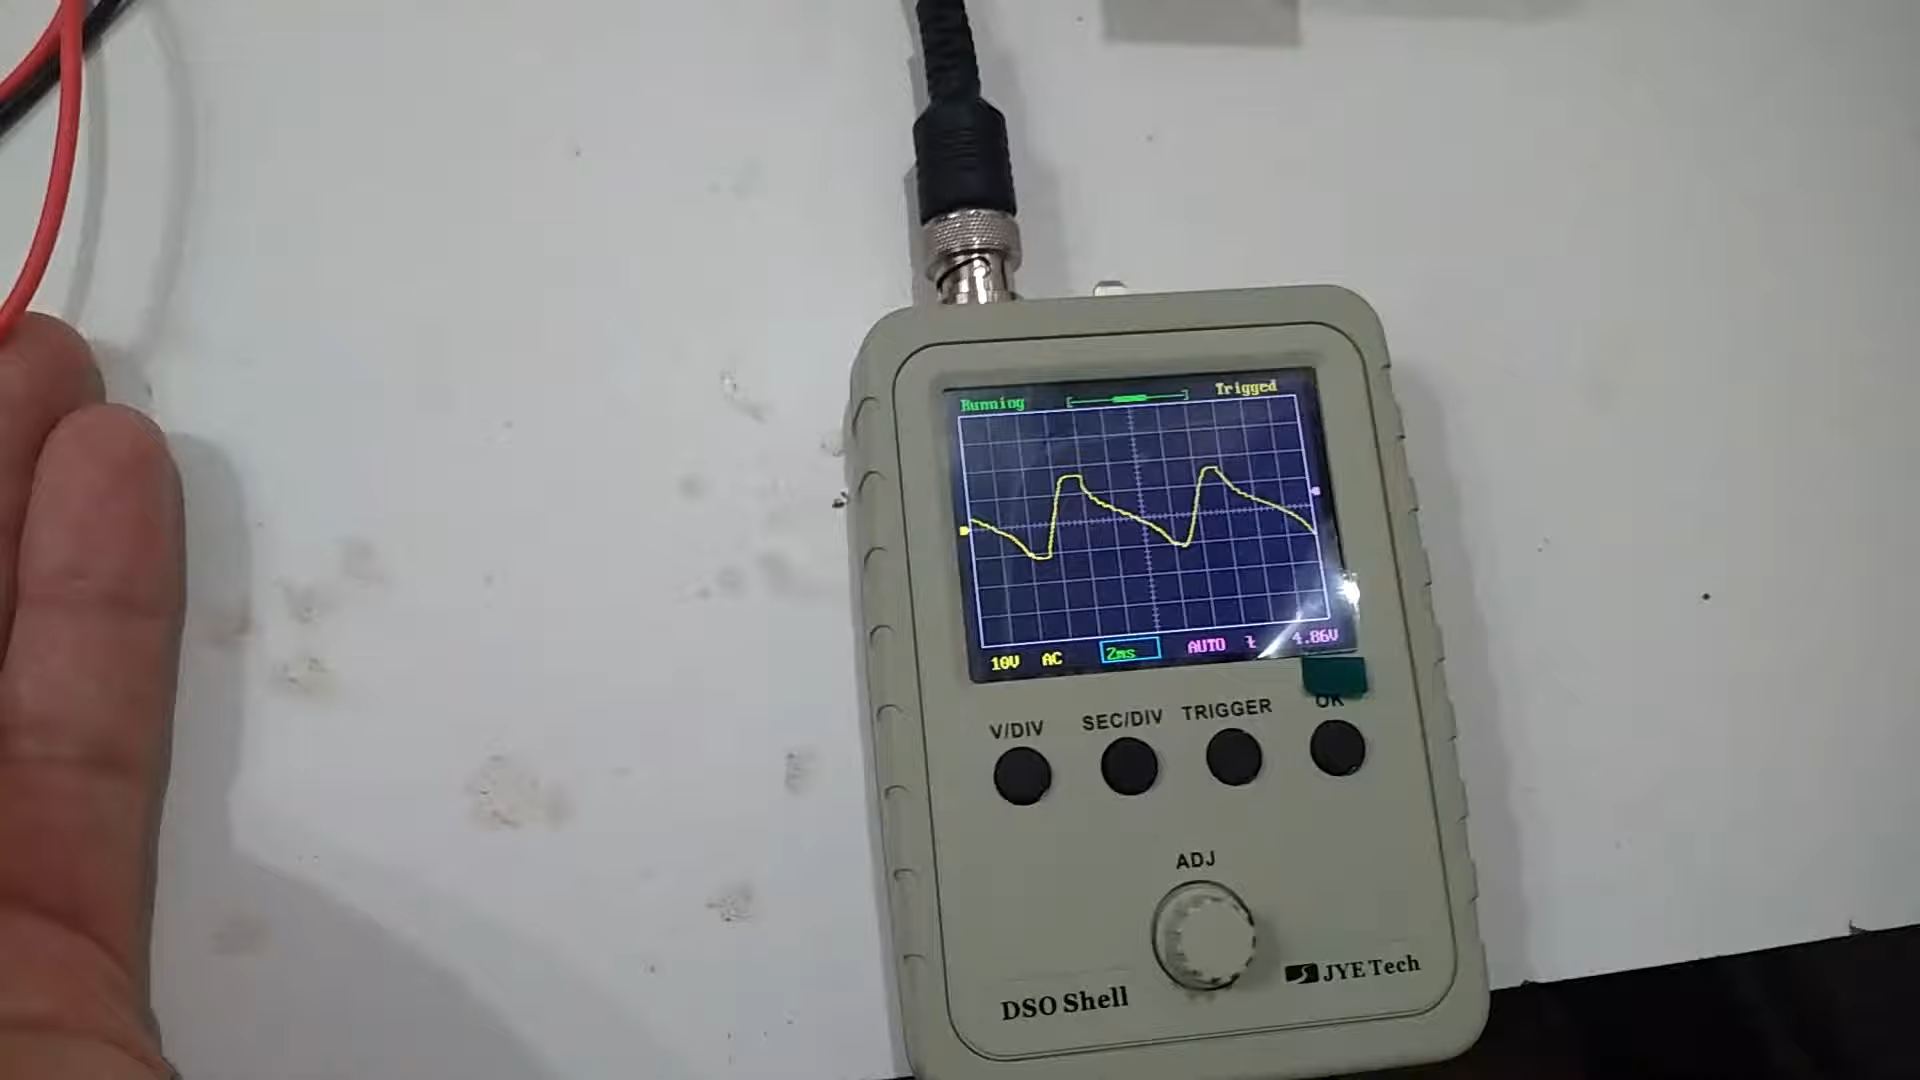 Running Trigged
10V AC 2ms AUTO 4.86V
V/DIV SEC/DIV TRIGGER OK
ADJ
DSO Shell JYE Tech